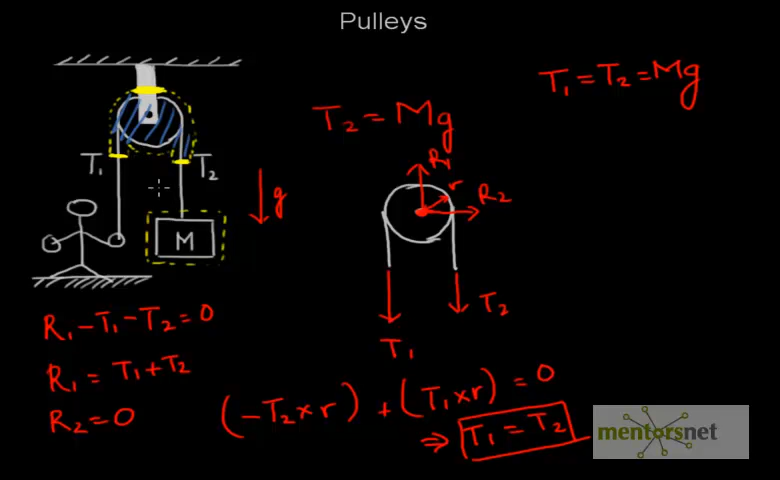 Pulleys
T₁ = T₂ = Mg
T₂ = Mg
R₁
r
R₂
T₁ T₂
g
M
T₂
T₁
R₁ - T₁ - T₂ = 0
R₁ = T₁ + T₂
R₂ = 0
(-T₂ × r) + (T₁ × r) = 0
⇒ T₁ = T₂
mentorsnet